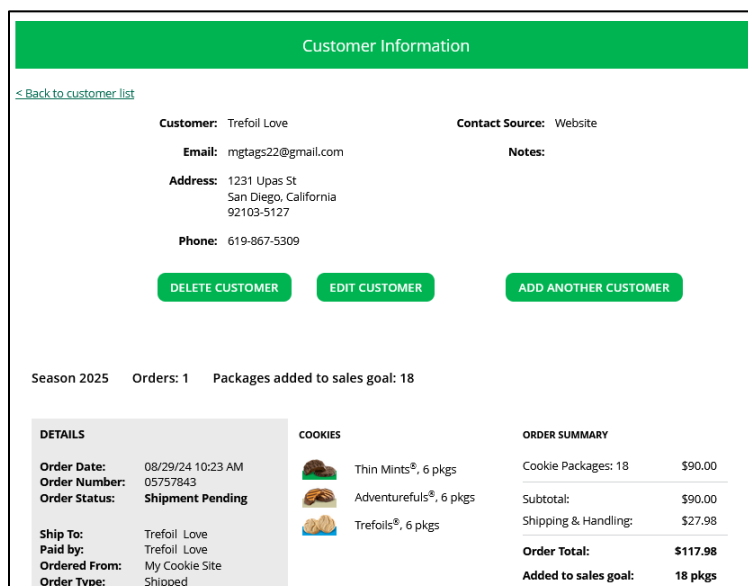 Customer Information
< Back to customer list
Customer: Trefoil Love
Contact Source: Website
Email: mgtags22@gmail.com
Notes:
Address: 1231 Upas St
San Diego, California
92103-5127
Phone: 619-867-5309
DELETE CUSTOMER
EDIT CUSTOMER
ADD ANOTHER CUSTOMER
Season 2025 Orders: 1 Packages added to sales goal: 18
DETAILS
Order Date: 08/29/24 10:23 AM
Order Number: 05757843
Order Status: Shipment Pending
Ship To: Trefoil Love
Paid by: Trefoil Love
Ordered From: My Cookie Site
Order Type: Shipped
COOKIES
Thin Mints®, 6 pkgs
Adventurefuls®, 6 pkgs
Trefoils®, 6 pkgs
ORDER SUMMARY
Cookie Packages: 18 $90.00
Subtotal: $90.00
Shipping & Handling: $27.98
Order Total: $117.98
Added to sales goal: 18 pkgs